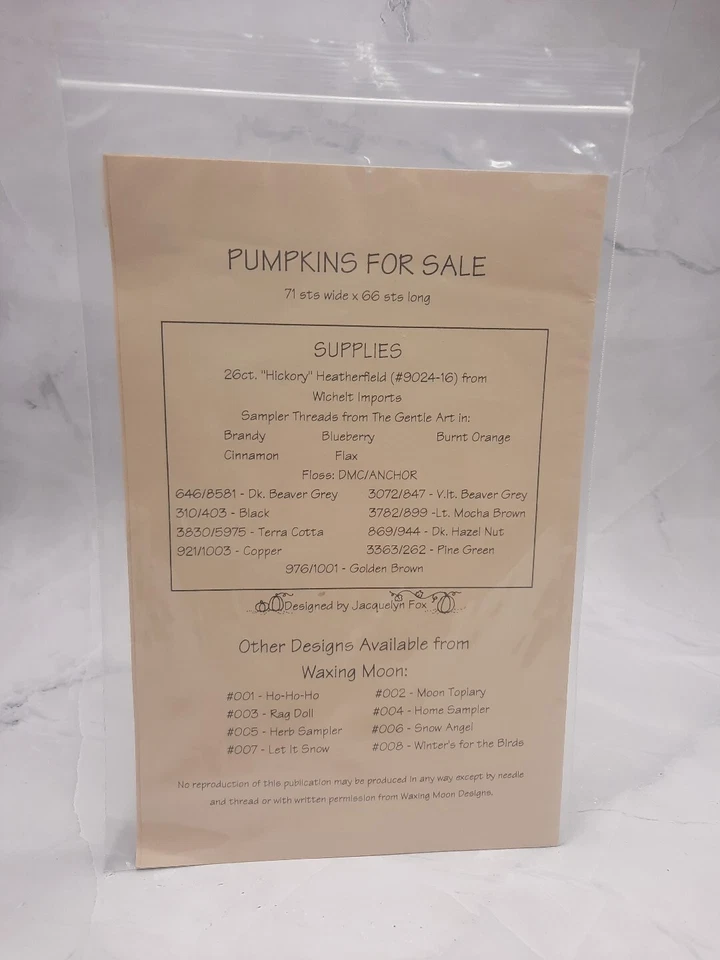 PUMPKINS FOR SALE
71 sts wide x 66 sts long
SUPPLIES
26ct. "Hickory" Heatherfield (#9024-16) from
Wichelt Imports
Sampler Threads from The Gentle Art in:
Brandy Blueberry Burnt Orange
Cinnamon Flax
Floss: DMC/ANCHOR
646/8581 - Dk. Beaver Grey 3072/847 - V.lt. Beaver Grey
310/403 - Black 3782/899 -Lt. Mocha Brown
3830/5975 - Terra Cotta 869/944 - Dk. Hazel Nut
921/1003 - Copper 3363/262 - Pine Green
976/1001 - Golden Brown
Designed by Jacquelyn Fox
Other Designs Available from
Waxing Moon:
#001 - Ho-Ho-Ho #002 - Moon Topiary
#003 - Rag Doll #004 - Home Sampler
#005 - Herb Sampler #006 - Snow Angel
#007 - Let it Snow #008 - Winter's for the Birds
No reproduction of this publication may be produced in any way except by needle
and thread or with written permission from Waxing Moon Designs.